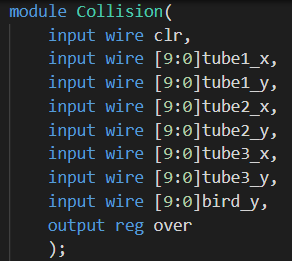 module Collision(
input wire clr,
input wire [9:0]tube1_x,
input wire [9:0]tube1_y,
input wire [9:0]tube2_x,
input wire [9:0]tube2_y,
input wire [9:0]tube3_x,
input wire [9:0]tube3_y,
input wire [9:0]bird_y,
output reg over
);